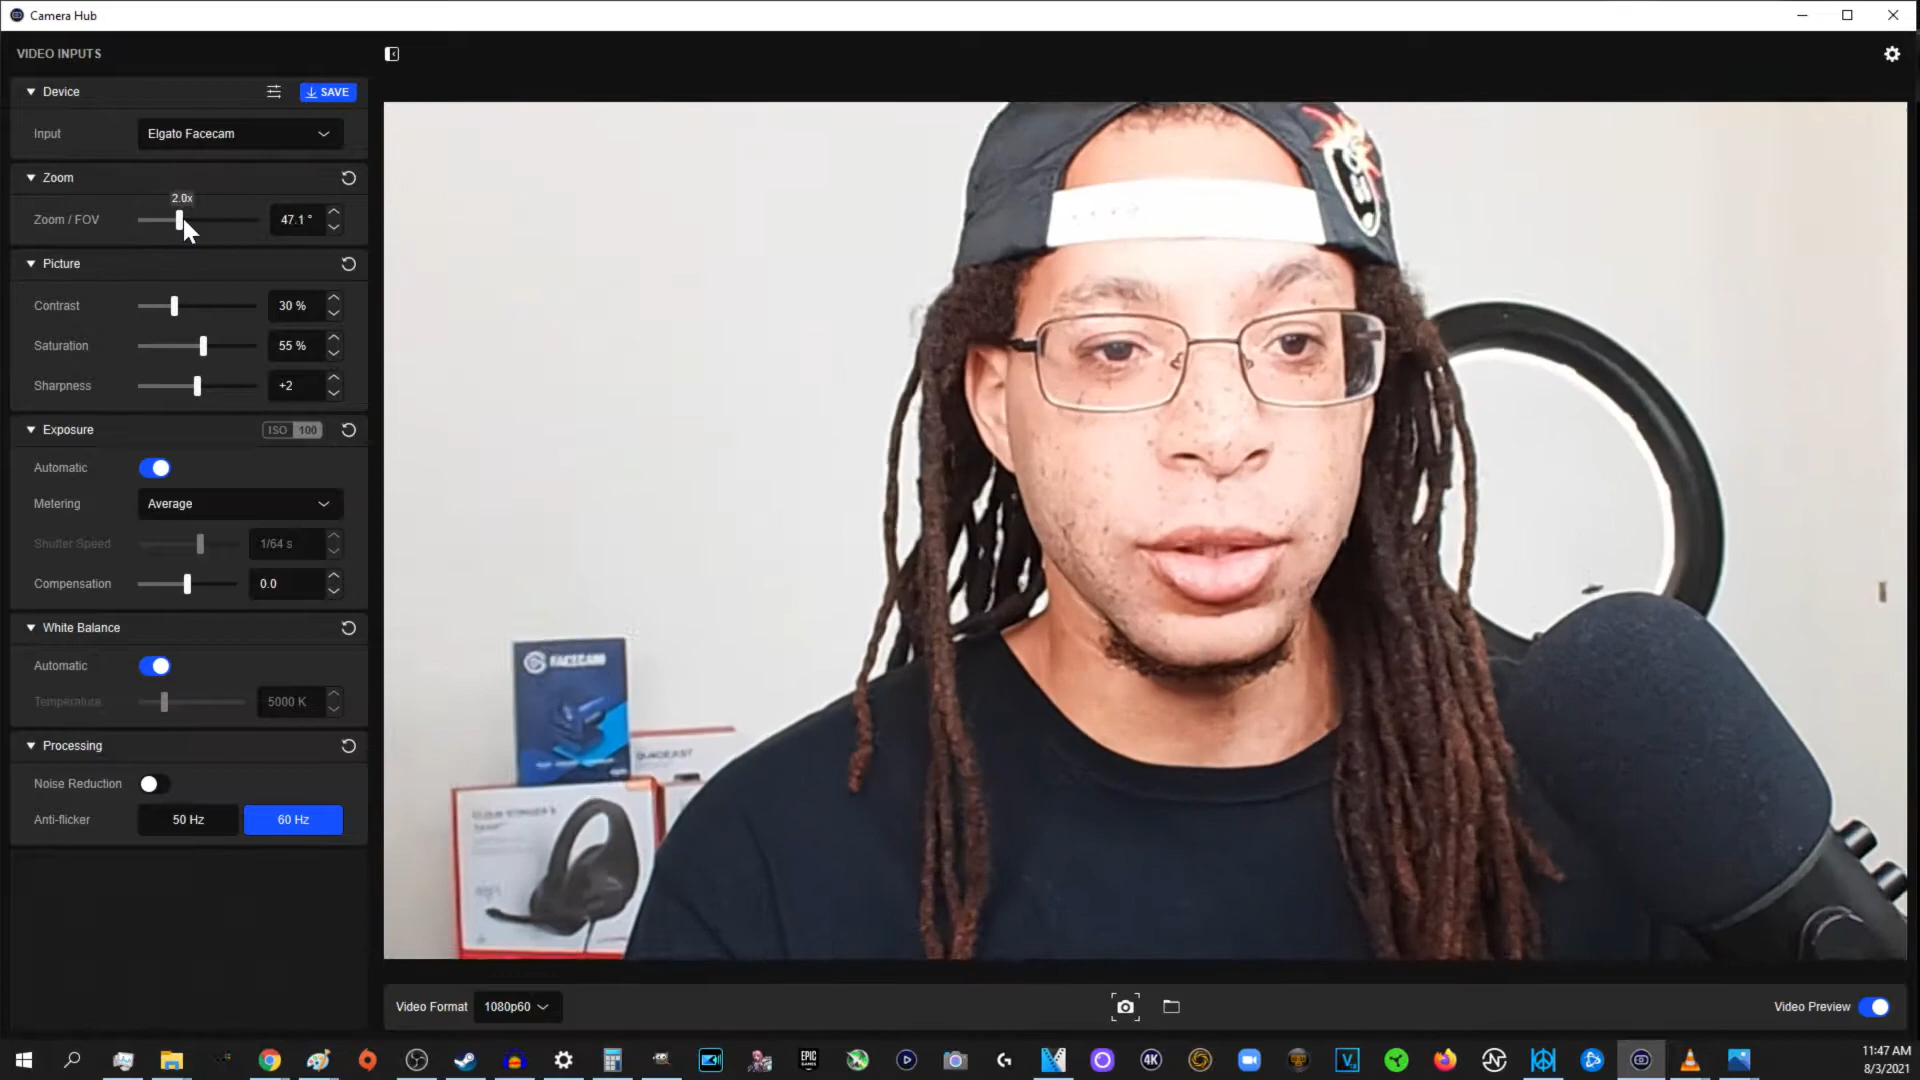 Camera Hub
VIDEO INPUTS
Device
SAVE
Input
Elgato Facecam
Zoom
2.0x
Zoom / FOV
47.1 °
Picture
Contrast
30 %
Saturation
55 %
Sharpness
+2
Exposure
ISO 100
Automatic
Metering
Average
Shutter Speed
1/64 s
Compensation
0.0
White Balance
Automatic
Temperature
5000 K
Processing
Noise Reduction
Anti-flicker
50 Hz
60 Hz
FACECAM
Video Format
1080p60
Video Preview
EPIC
GAMES
4K
11:47 AM
8/3/2021